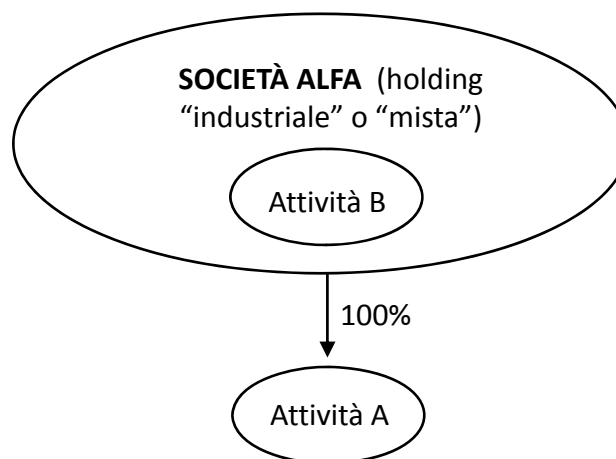 SOCIETÀ ALFA (holding
“industriale” o “mista”)
Attività B
100%
Attività A